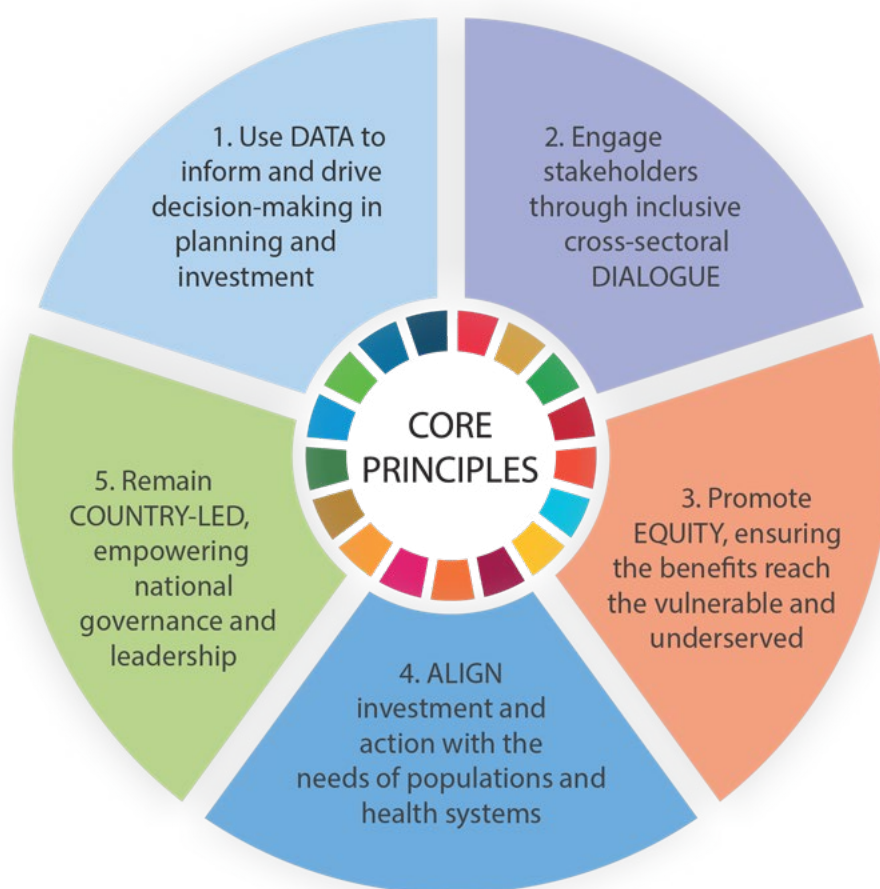 1. Use DATA to
inform and drive
decision-making in
planning and
investment
2. Engage
stakeholders
through inclusive
cross-sectoral
DIALOGUE
3. Promote
EQUITY, ensuring
the benefits reach
the vulnerable and
underserved
4. ALIGN
investment and
action with the
needs of populations and
health systems
5. Remain
COUNTRY-LED,
empowering
national
governance and
leadership
CORE
PRINCIPLES